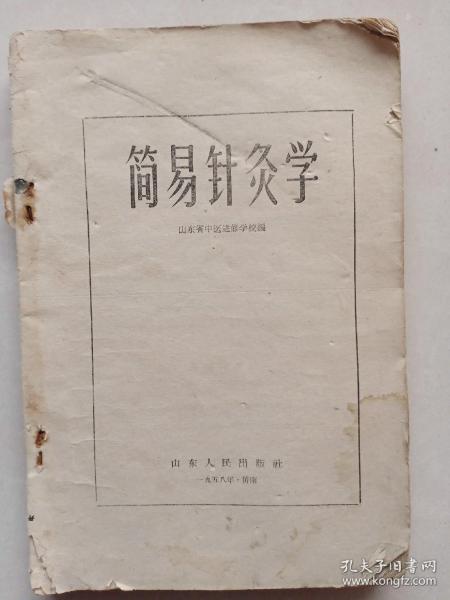 简易针灸学
山东省中医进修学校编
山东人民出版社
一九五八年·济南
孔夫子旧书网
www.kongfz.com